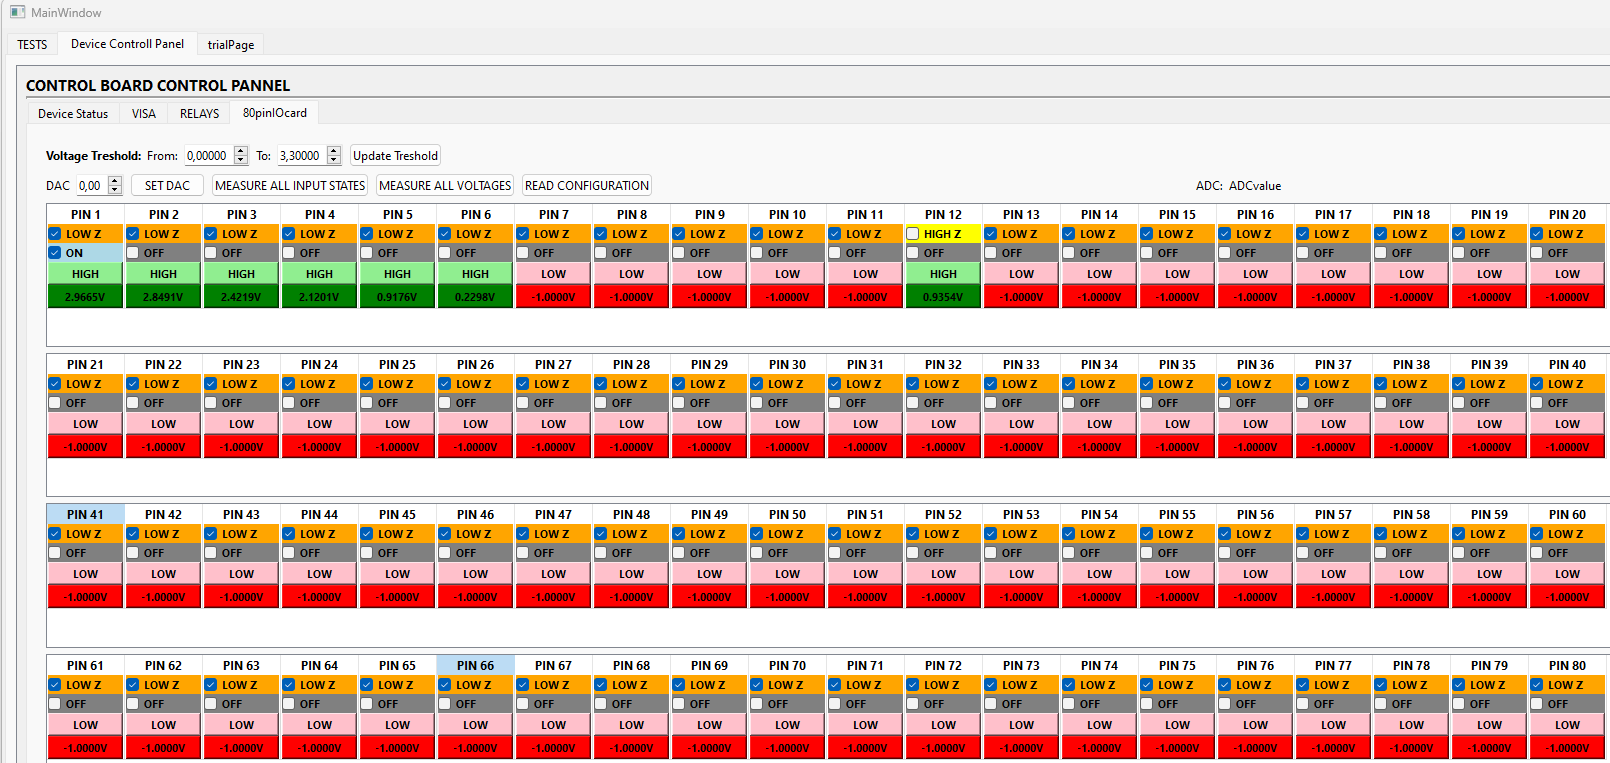 MainWindow
TESTS Device Controll Panel trialPage
CONTROL BOARD CONTROL PANNEL
Device Status VISA RELAYS 80pinIOcard
Voltage Treshold: From: 0,00000 To: 3,30000 Update Treshold
DAC 0,00 SET DAC MEASURE ALL INPUT STATES MEASURE ALL VOLTAGES READ CONFIGURATION ADC: ADCvalue
PIN 1 PIN 2 PIN 3 PIN 4 PIN 5 PIN 6 PIN 7 PIN 8 PIN 9 PIN 10 PIN 11 PIN 12 PIN 13 PIN 14 PIN 15 PIN 16 PIN 17 PIN 18 PIN 19 PIN 20
LOW Z LOW Z LOW Z LOW Z LOW Z LOW Z LOW Z LOW Z LOW Z LOW Z LOW Z HIGH Z LOW Z LOW Z LOW Z LOW Z LOW Z LOW Z LOW Z LOW Z
ON OFF OFF OFF OFF OFF OFF OFF OFF OFF OFF OFF OFF OFF OFF OFF OFF OFF OFF OFF
HIGH HIGH HIGH HIGH HIGH HIGH LOW LOW LOW LOW LOW HIGH LOW LOW LOW LOW LOW LOW LOW LOW
2.9665V 2.8491V 2.4219V 2.1201V 0.9176V 0.2298V -1.0000V -1.0000V -1.0000V -1.0000V -1.0000V 0.9354V -1.0000V -1.0000V -1.0000V -1.0000V -1.0000V -1.0000V -1.0000V -1.0000V
PIN 21 PIN 22 PIN 23 PIN 24 PIN 25 PIN 26 PIN 27 PIN 28 PIN 29 PIN 30 PIN 31 PIN 32 PIN 33 PIN 34 PIN 35 PIN 36 PIN 37 PIN 38 PIN 39 PIN 40
LOW Z LOW Z LOW Z LOW Z LOW Z LOW Z LOW Z LOW Z LOW Z LOW Z LOW Z LOW Z LOW Z LOW Z LOW Z LOW Z LOW Z LOW Z LOW Z LOW Z
OFF OFF OFF OFF OFF OFF OFF OFF OFF OFF OFF OFF OFF OFF OFF OFF OFF OFF OFF OFF
LOW LOW LOW LOW LOW LOW LOW LOW LOW LOW LOW LOW LOW LOW LOW LOW LOW LOW LOW LOW
-1.0000V -1.0000V -1.0000V -1.0000V -1.0000V -1.0000V -1.0000V -1.0000V -1.0000V -1.0000V -1.0000V -1.0000V -1.0000V -1.0000V -1.0000V -1.0000V -1.0000V -1.0000V -1.0000V -1.0000V
PIN 41 PIN 42 PIN 43 PIN 44 PIN 45 PIN 46 PIN 47 PIN 48 PIN 49 PIN 50 PIN 51 PIN 52 PIN 53 PIN 54 PIN 55 PIN 56 PIN 57 PIN 58 PIN 59 PIN 60
LOW Z LOW Z LOW Z LOW Z LOW Z LOW Z LOW Z LOW Z LOW Z LOW Z LOW Z LOW Z LOW Z LOW Z LOW Z LOW Z LOW Z LOW Z LOW Z LOW Z
OFF OFF OFF OFF OFF OFF OFF OFF OFF OFF OFF OFF OFF OFF OFF OFF OFF OFF OFF OFF
LOW LOW LOW LOW LOW LOW LOW LOW LOW LOW LOW LOW LOW LOW LOW LOW LOW LOW LOW LOW
-1.0000V -1.0000V -1.0000V -1.0000V -1.0000V -1.0000V -1.0000V -1.0000V -1.0000V -1.0000V -1.0000V -1.0000V -1.0000V -1.0000V -1.0000V -1.0000V -1.0000V -1.0000V -1.0000V -1.0000V
PIN 61 PIN 62 PIN 63 PIN 64 PIN 65 PIN 66 PIN 67 PIN 68 PIN 69 PIN 70 PIN 71 PIN 72 PIN 73 PIN 74 PIN 75 PIN 76 PIN 77 PIN 78 PIN 79 PIN 80
LOW Z LOW Z LOW Z LOW Z LOW Z LOW Z LOW Z LOW Z LOW Z LOW Z LOW Z LOW Z LOW Z LOW Z LOW Z LOW Z LOW Z LOW Z LOW Z LOW Z
OFF OFF OFF OFF OFF OFF OFF OFF OFF OFF OFF OFF OFF OFF OFF OFF OFF OFF OFF OFF
LOW LOW LOW LOW LOW LOW LOW LOW LOW LOW LOW LOW LOW LOW LOW LOW LOW LOW LOW LOW
-1.0000V -1.0000V -1.0000V -1.0000V -1.0000V -1.0000V -1.0000V -1.0000V -1.0000V -1.0000V -1.0000V -1.0000V -1.0000V -1.0000V -1.0000V -1.0000V -1.0000V -1.0000V -1.0000V -1.0000V